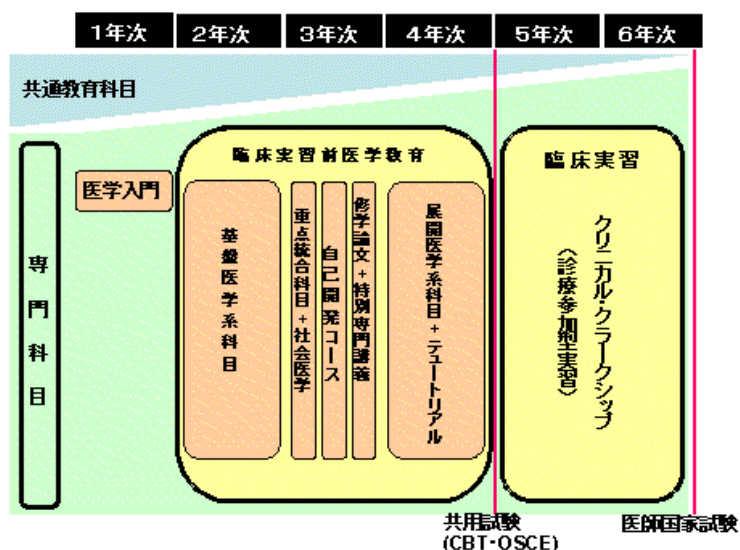 1年次
2年次
3年次
4年次
5年次
6年次
共通教育科目
専門科目
医学入門
臨床実習前医学教育
基盤医学系科目
重点統合科目+社会医学
自己開発コース
修学論文+特別専門講義
展開医学系科目+テュートリアル
臨床実習
クリニカル・クラークシップ
(診療参加型実習)
共用試験
(CBT・OSCE)
医師国家試験